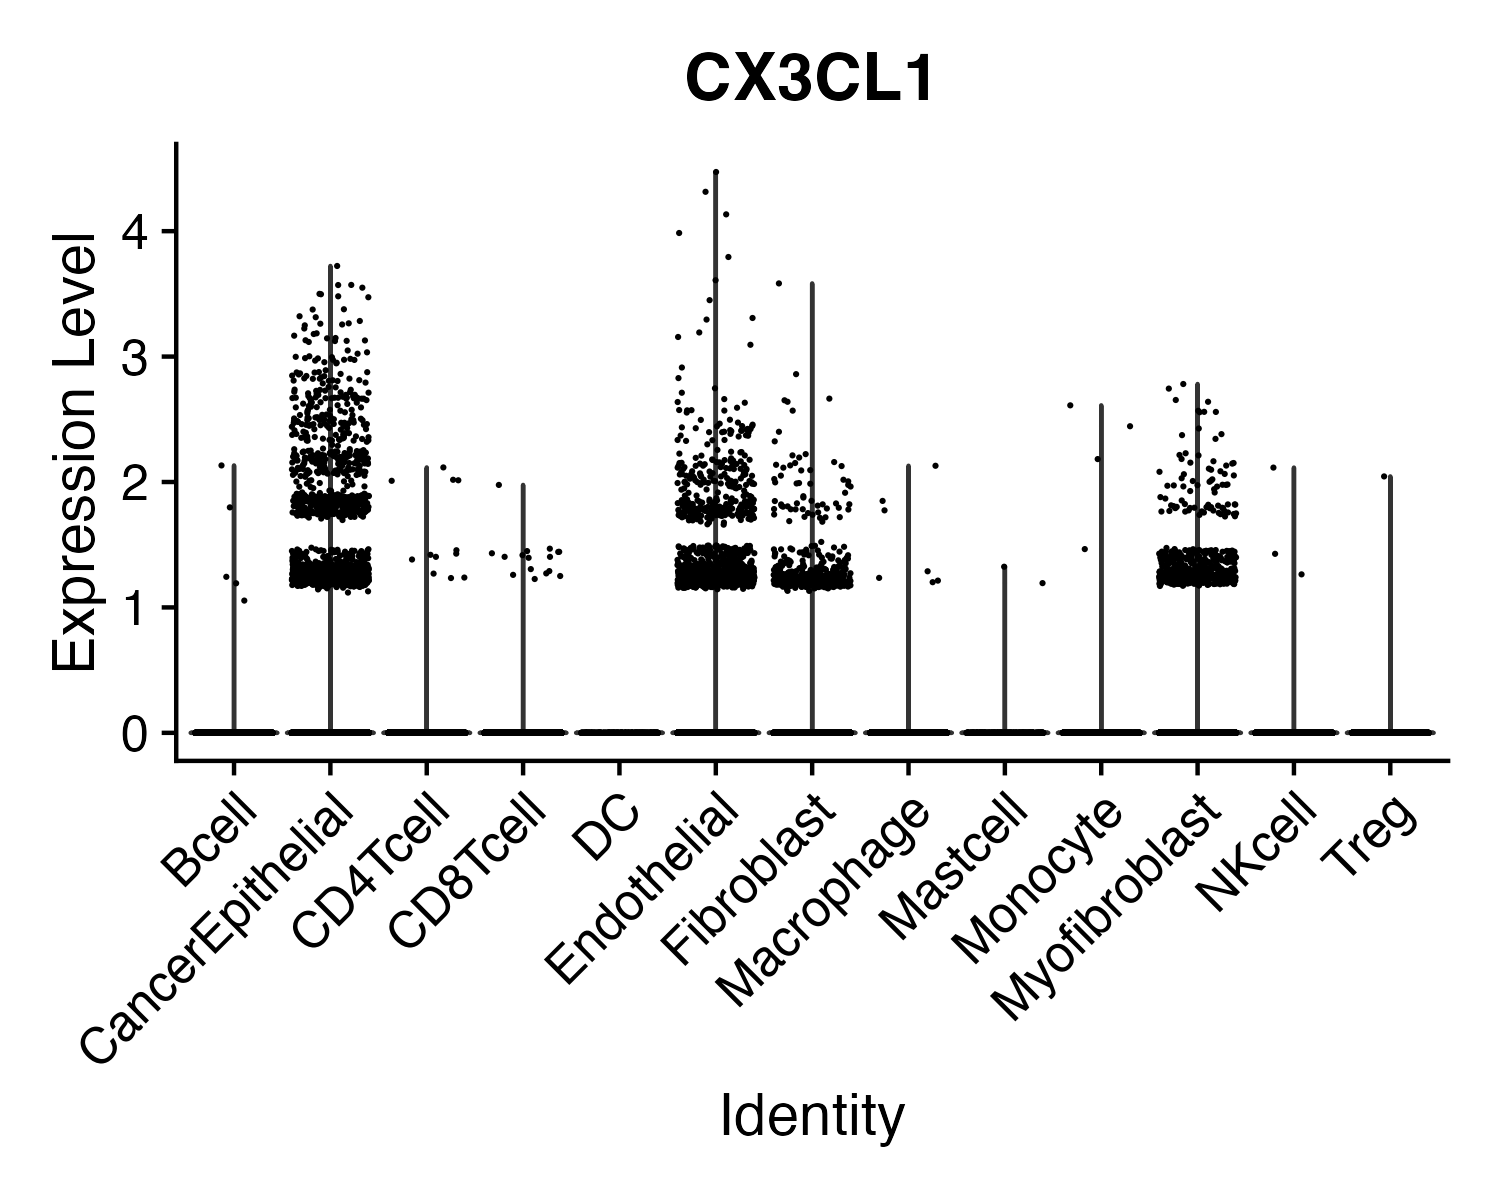 CX3CL1
Expression Level
4
3
2
1
0
Bcell
CancerEpithelial
CD4Tcell
CD8Tcell
DC
Endothelial
Fibroblast
Macrophage
Mastcell
Monocyte
Myofibroblast
NKcell
Treg
Identity